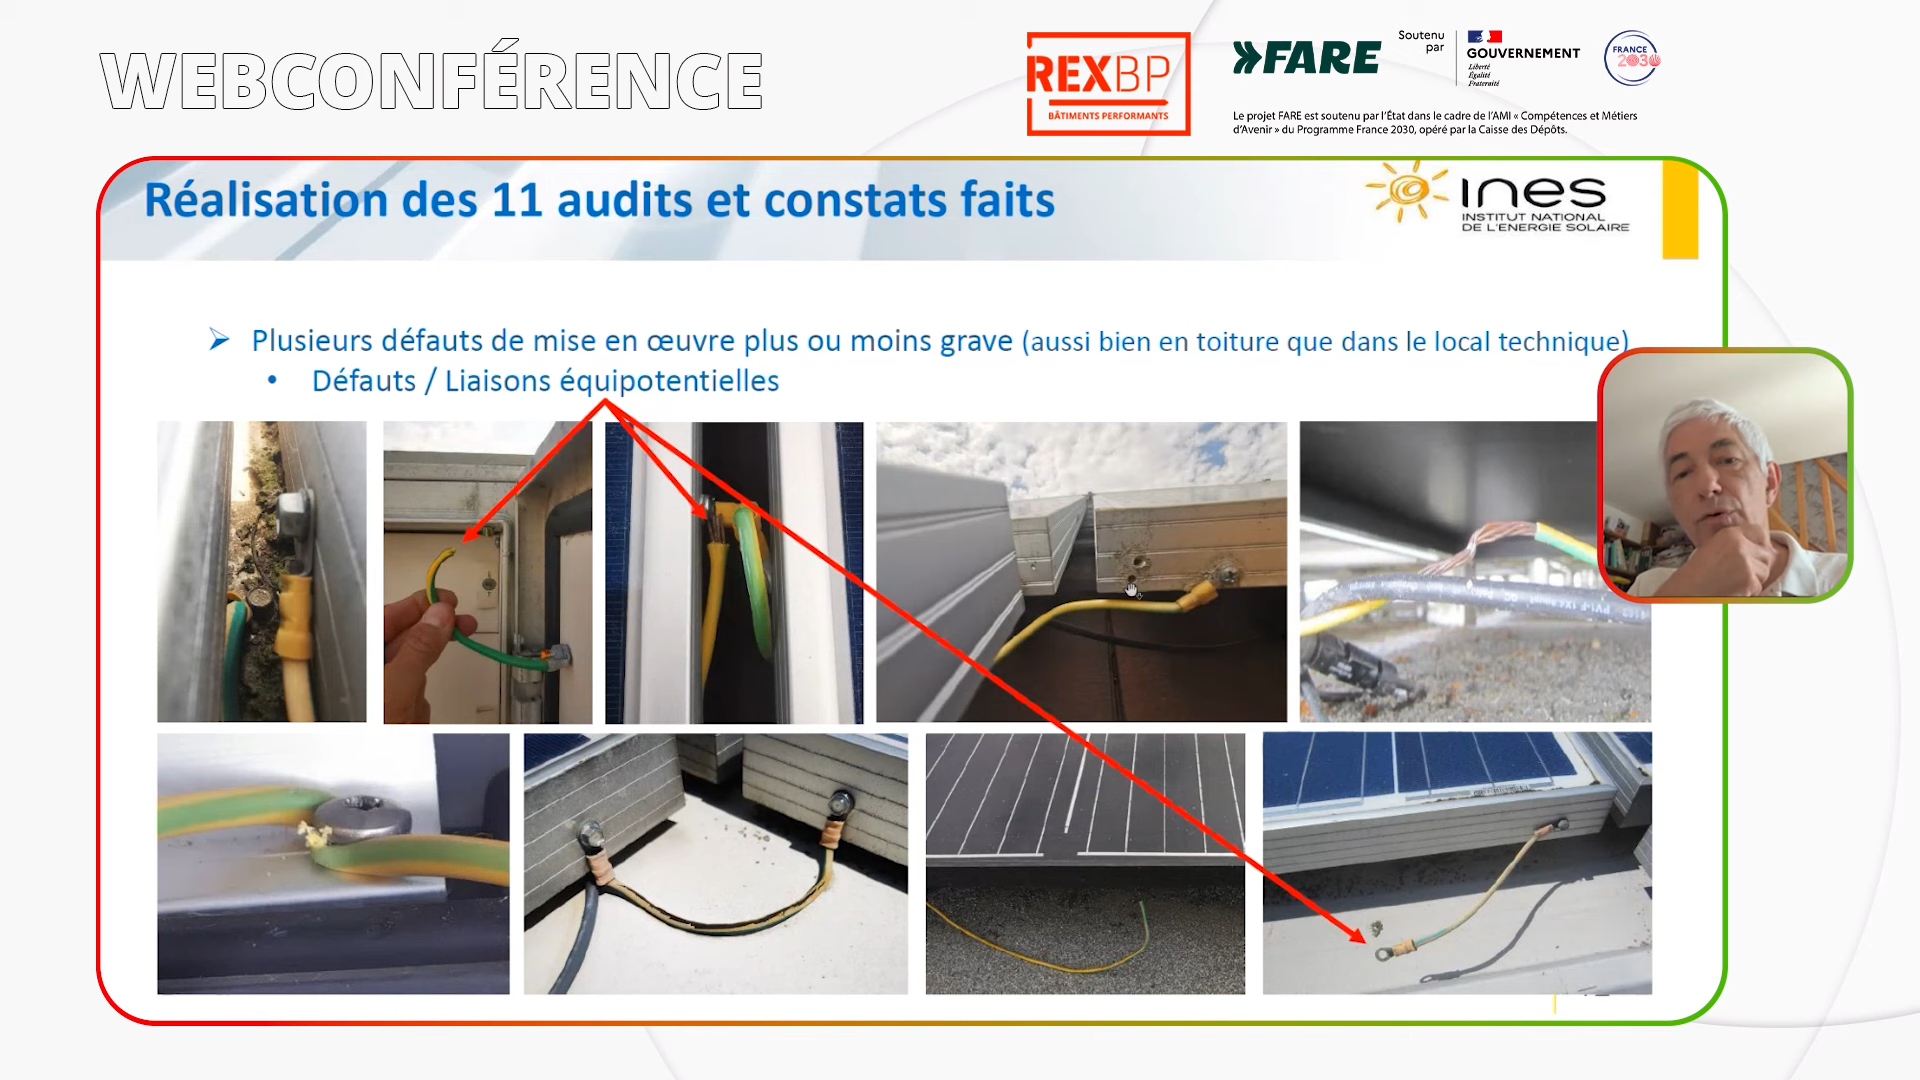 WEBCONFÉRENCE
REXBP
BÂTIMENTS PERFORMANTS
FARE
Soutenu
par
GOUVERNEMENT
Liberté
Égalité
Fraternité
FRANCE
2030
Le projet FARE est soutenu par l'État dans le cadre de l'AMI « Compétences et Métiers
d'Avenir » du Programme France 2030, opéré par la Caisse des Dépôts.
Réalisation des 11 audits et constats faits
ines
INSTITUT NATIONAL
DE L'ENERGIE SOLAIRE
Plusieurs défauts de mise en œuvre plus ou moins grave (aussi bien en toiture que dans le local technique)
• Défauts / Liaisons équipotentielles